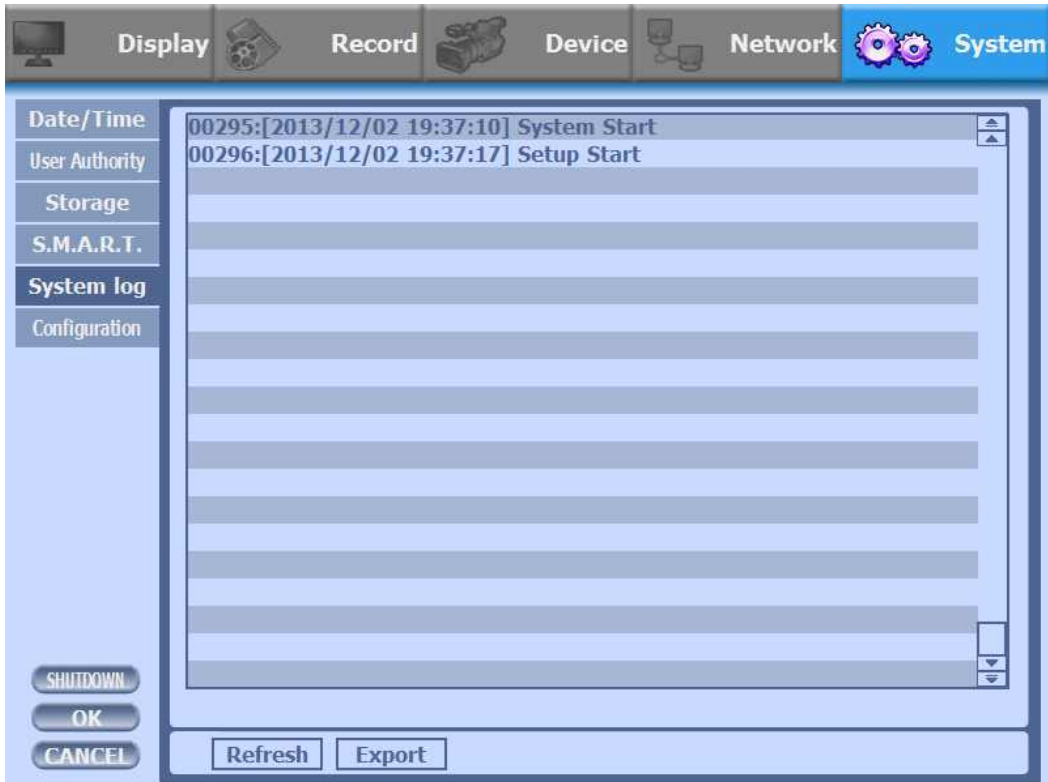 Display Record Device Network System
Date/Time
User Authority
Storage
S.M.A.R.T.
System log
Configuration
00295:[2013/12/02 19:37:10] System Start
00296:[2013/12/02 19:37:17] Setup Start
SHUTDOWN
OK
CANCEL
Refresh Export